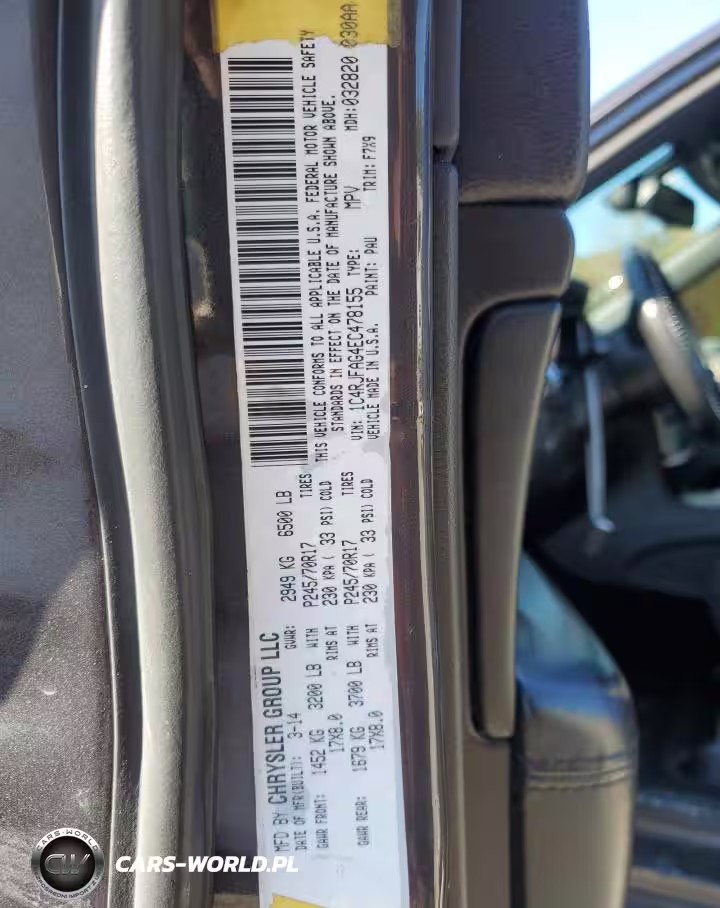 MFD BY CHRYSLER GROUP LLC
DATE OF MFR(BUILT): 3-14 GVWR: 2949 KG 6500 LB
GAWR FRONT: 1452 KG 3200 LB WITH P245/70R17 TIRES
17X8.0 RIMS AT 230 KPA ( 33 PSI) COLD
GAWR REAR: 1679 KG 3700 LB WITH P245/70R17 TIRES
17X8.0 RIMS AT 230 KPA ( 33 PSI) COLD
THIS VEHICLE CONFORMS TO ALL APPLICABLE U.S.A. FEDERAL MOTOR VEHICLE SAFETY
STANDARDS IN EFFECT ON THE DATE OF MANUFACTURE SHOWN ABOVE.
VIN: 1C4RJFAG4EC478155 TYPE: MPV MDH:032820 030AA
VEHICLE MADE IN U.S.A. PAINT: PAU TRIM: F7X9
CARS-WORLD
CW
CARS-WORLD.PL